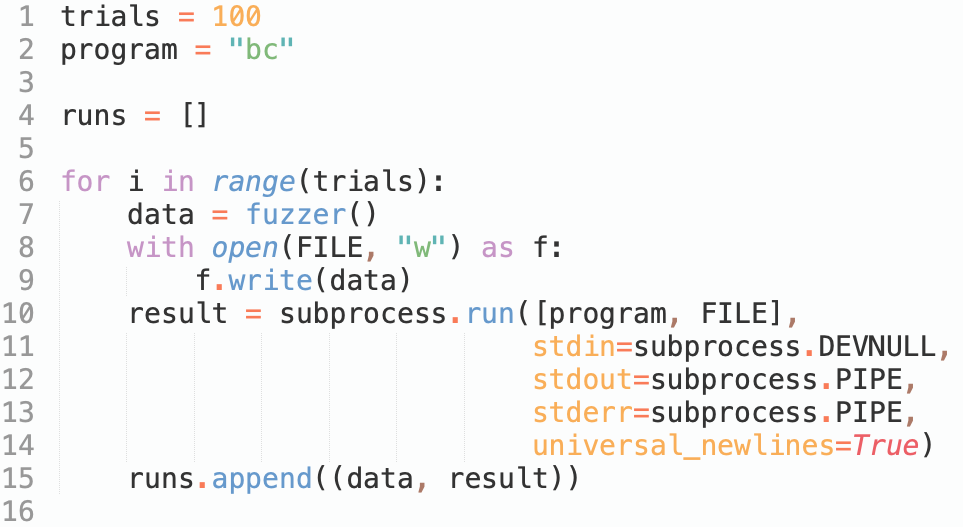 1 trials = 100
2 program = "bc"
3
4 runs = []
5
6 for i in range(trials):
7     data = fuzzer()
8     with open(FILE, "w") as f:
9         f.write(data)
10     result = subprocess.run([program, FILE],
11                             stdin=subprocess.DEVNULL,
12                             stdout=subprocess.PIPE,
13                             stderr=subprocess.PIPE,
14                             universal_newlines=True)
15     runs.append((data, result))
16